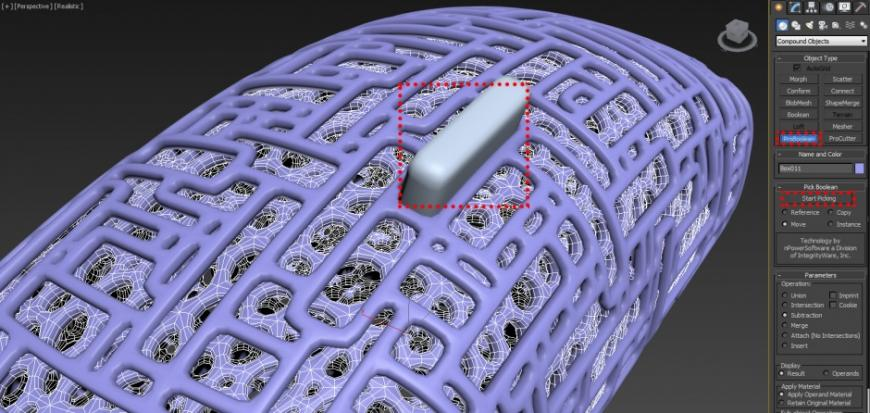 [ + ] [Perspective ] [Realistic ]
Compound Objects
Object Type
AutoGrid
Morph Scatter
Conform Connect
BlobMesh ShapeMerge
Boolean Terrain
Loft Mesher
ProBoolean ProCutter
Name and Color
Box011
Pick Boolean
Start Picking
Reference Copy
Move Instance
Technology by
nPowerSoftware a Division
of IntegrityWare, Inc.
Parameters
Operation:
Union Imprint
Intersection Cookie
Subtraction
Merge
Attach (No Intersections)
Insert
Display
Result Operands
Apply Material
Apply Operand Material
Retain Original Material